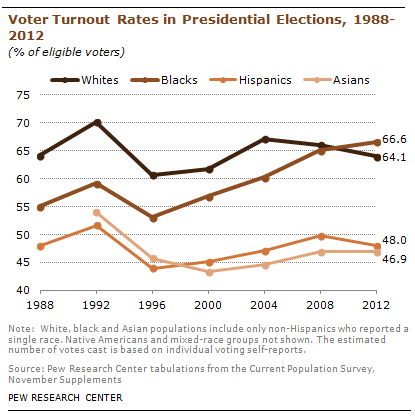 Voter Turnout Rates in Presidential Elections, 1988-
2012
(% of eligible voters)
Whites Blacks Hispanics Asians
75
70
65
60
55
50
45
40
66.6
64.1
48.0
46.9
1988 1992 1996 2000 2004 2008 2012
Note: White, black and Asian populations include only non-Hispanics who reported a
single race. Native Americans and mixed-race groups not shown. The estimated
number of votes cast is based on individual voting self-reports.
Source: Pew Research Center tabulations from the Current Population Survey,
November Supplements
PEW RESEARCH CENTER